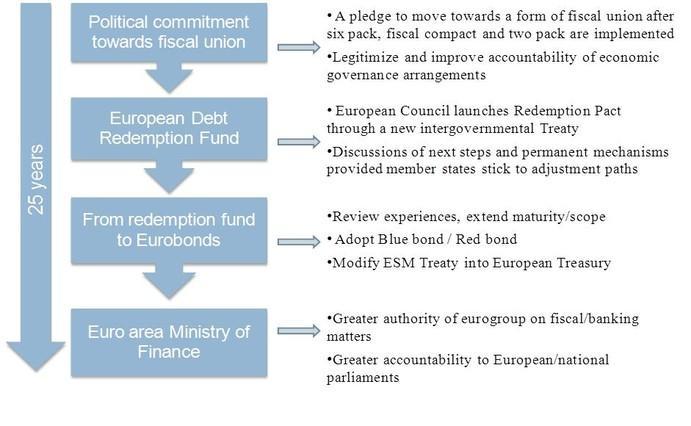 25 years
Political commitment
towards fiscal union
• A pledge to move towards a form of fiscal union after
six pack, fiscal compact and two pack are implemented
•Legitimize and improve accountability of economic
governance arrangements
European Debt
Redemption Fund
• European Council launches Redemption Pact
through a new intergovernmental Treaty
•Discussions of next steps and permanent mechanisms
provided member states stick to adjustment paths
From redemption fund
to Eurobonds
•Review experiences, extend maturity/scope
• Adopt Blue bond / Red bond
•Modify ESM Treaty into European Treasury
Euro area Ministry of
Finance
•Greater authority of eurogroup on fiscal/banking
matters
•Greater accountability to European/national
parliaments